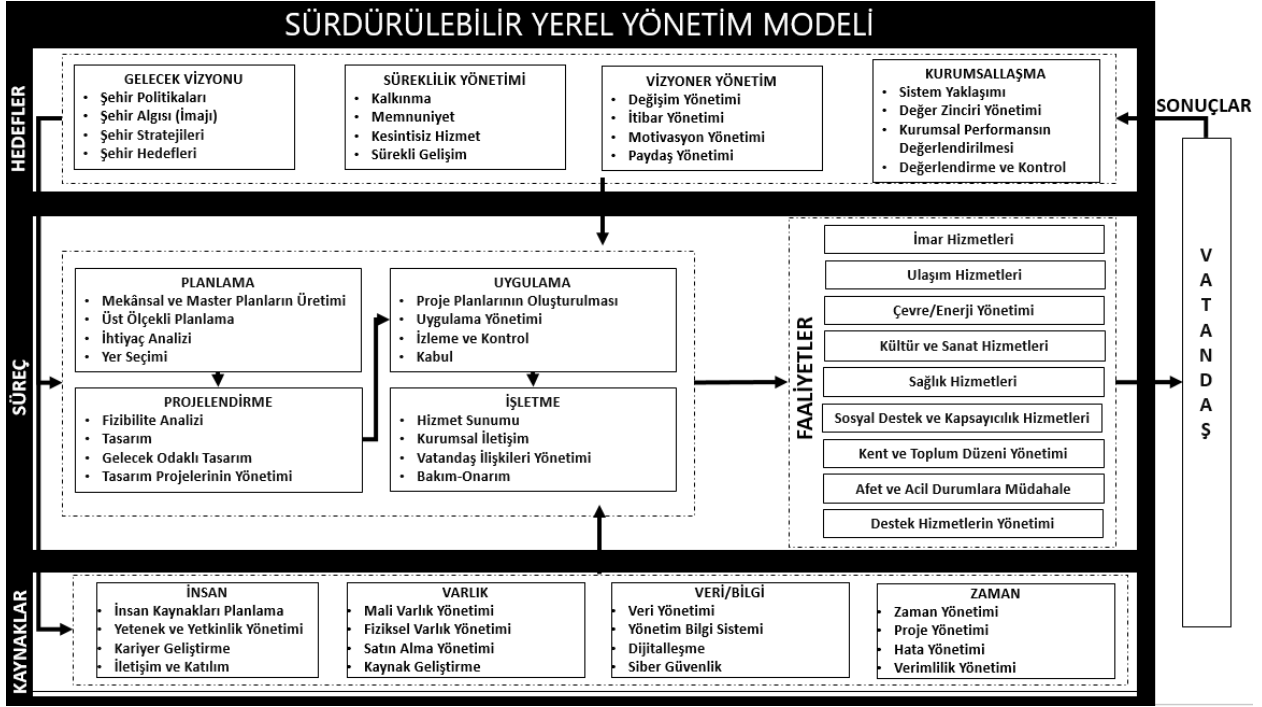 SÜRDÜRÜLEBİLİR YEREL YÖNETİM MODELİ
HEDEFLER
GELECEK VİZYONU
• Şehir Politikaları
• Şehir Algısı (İmajı)
• Şehir Stratejileri
• Şehir Hedefleri
SÜREKLİLİK YÖNETİMİ
• Kalkınma
• Memnuniyet
• Kesintisiz Hizmet
• Sürekli Gelişim
VİZYONER YÖNETİM
• Değişim Yönetimi
• İtibar Yönetimi
• Motivasyon Yönetimi
• Paydaş Yönetimi
KURUMSALLAŞMA
• Sistem Yaklaşımı
• Değer Zinciri Yönetimi
• Kurumsal Performansın
Değerlendirilmesi
• Değerlendirme ve Kontrol
SONUÇLAR
SÜREÇ
PLANLAMA
• Mekânsal ve Master Planların Üretimi
• Üst Ölçekli Planlama
• İhtiyaç Analizi
• Yer Seçimi
PROJELENDİRME
• Fizibilite Analizi
• Tasarım
• Gelecek Odaklı Tasarım
• Tasarım Projelerinin Yönetimi
UYGULAMA
• Proje Planlarının Oluşturulması
• Uygulama Yönetimi
• İzleme ve Kontrol
• Kabul
İŞLETME
• Hizmet Sunumu
• Kurumsal İletişim
• Vatandaş İlişkileri Yönetimi
• Bakım-Onarım
FAALİYETLER
İmar Hizmetleri
Ulaşım Hizmetleri
Çevre/Enerji Yönetimi
Kültür ve Sanat Hizmetleri
Sağlık Hizmetleri
Sosyal Destek ve Kapsayıcılık Hizmetleri
Kent ve Toplum Düzeni Yönetimi
Afet ve Acil Durumlara Müdahale
Destek Hizmetlerin Yönetimi
VATANDAŞ
KAYNAKLAR
İNSAN
• İnsan Kaynakları Planlama
• Yetenek ve Yetkinlik Yönetimi
• Kariyer Geliştirme
• İletişim ve Katılım
VARLIK
• Mali Varlık Yönetimi
• Fiziksel Varlık Yönetimi
• Satın Alma Yönetimi
• Kaynak Geliştirme
VERİ/BİLGİ
• Veri Yönetimi
• Yönetim Bilgi Sistemi
• Dijitalleşme
• Siber Güvenlik
ZAMAN
• Zaman Yönetimi
• Proje Yönetimi
• Hata Yönetimi
• Verimlilik Yönetimi